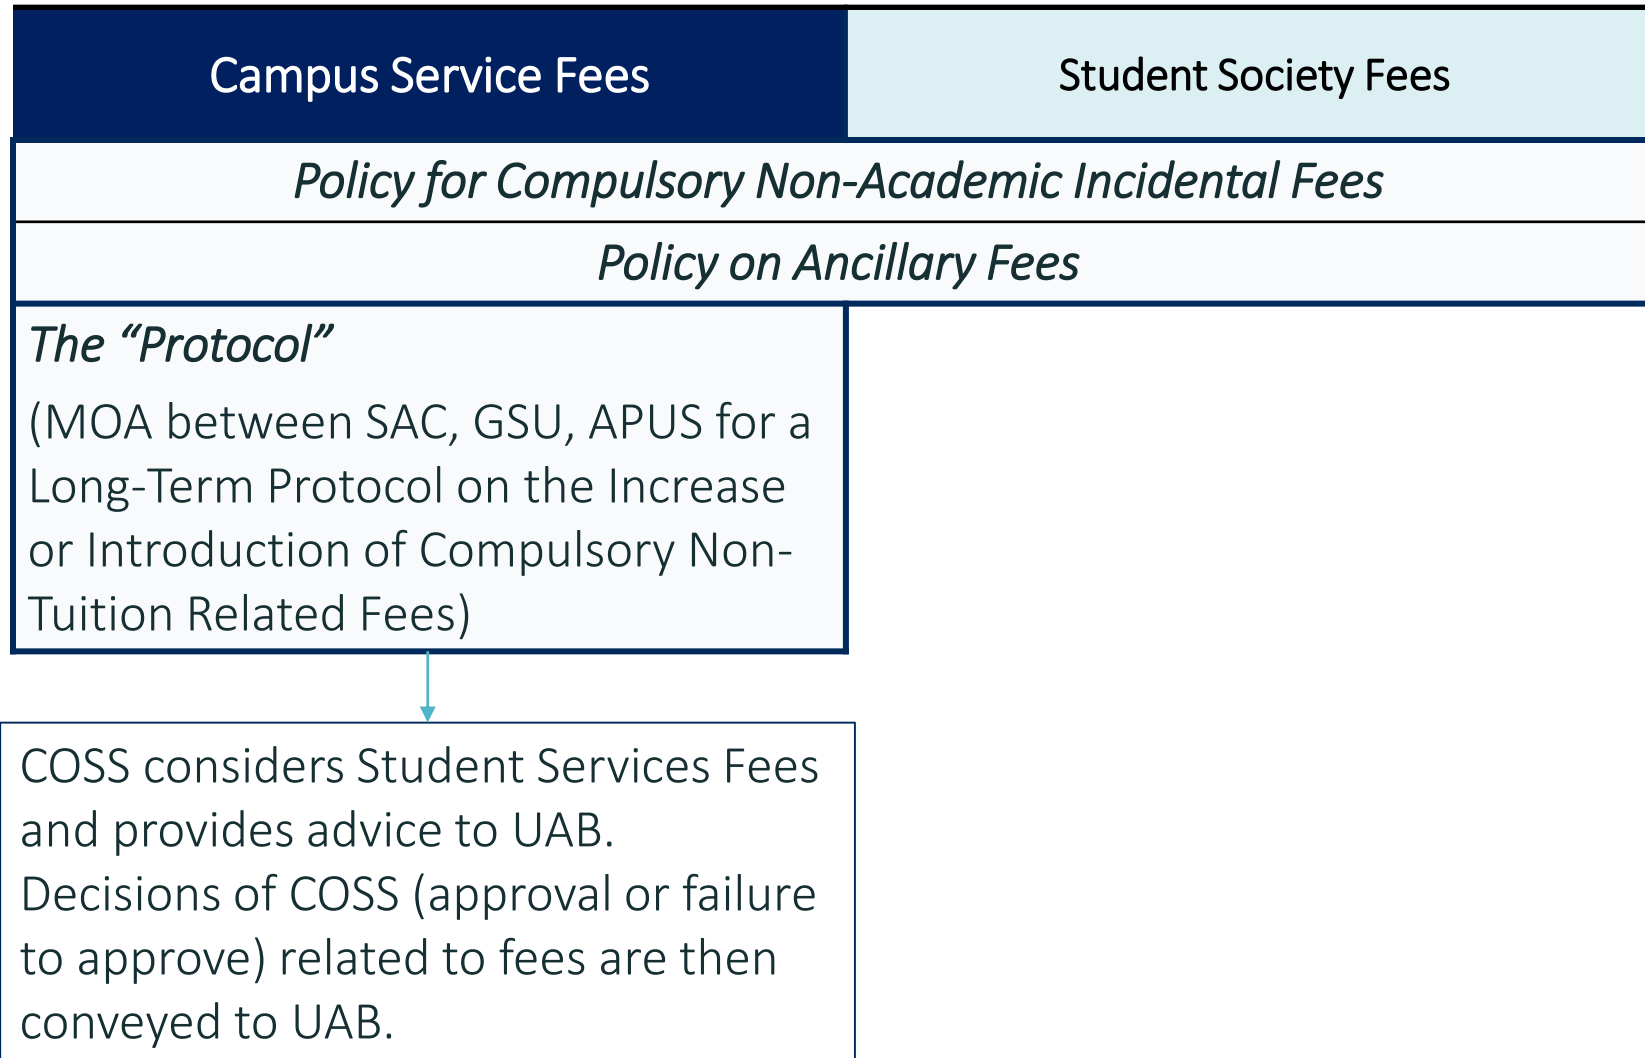 Campus Service Fees
Student Society Fees
Policy for Compulsory Non-Academic Incidental Fees
Policy on Ancillary Fees
The “Protocol”
(MOA between SAC, GSU, APUS for a
Long-Term Protocol on the Increase
or Introduction of Compulsory Non-
Tuition Related Fees)
COSS considers Student Services Fees
and provides advice to UAB.
Decisions of COSS (approval or failure
to approve) related to fees are then
conveyed to UAB.